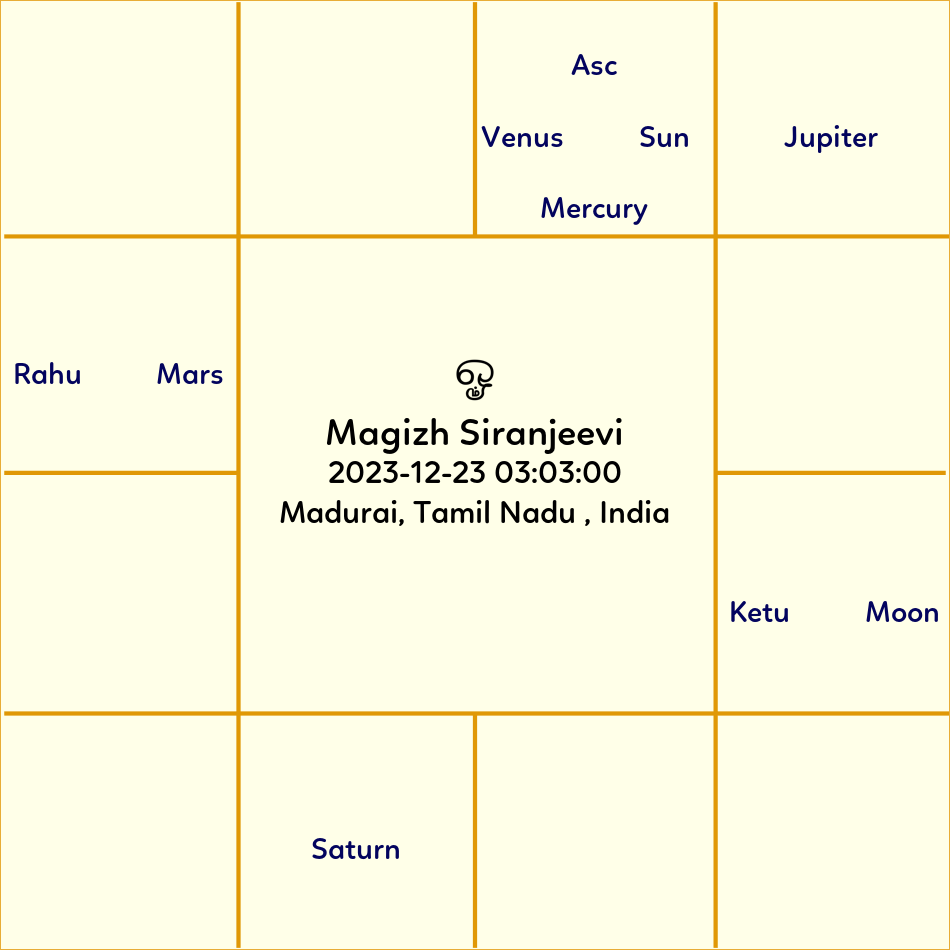 Asc
Venus Sun Jupiter
Mercury
Rahu Mars
ௐ
Magizh Siranjeevi
2023-12-23 03:03:00
Madurai, Tamil Nadu , India
Ketu Moon
Saturn